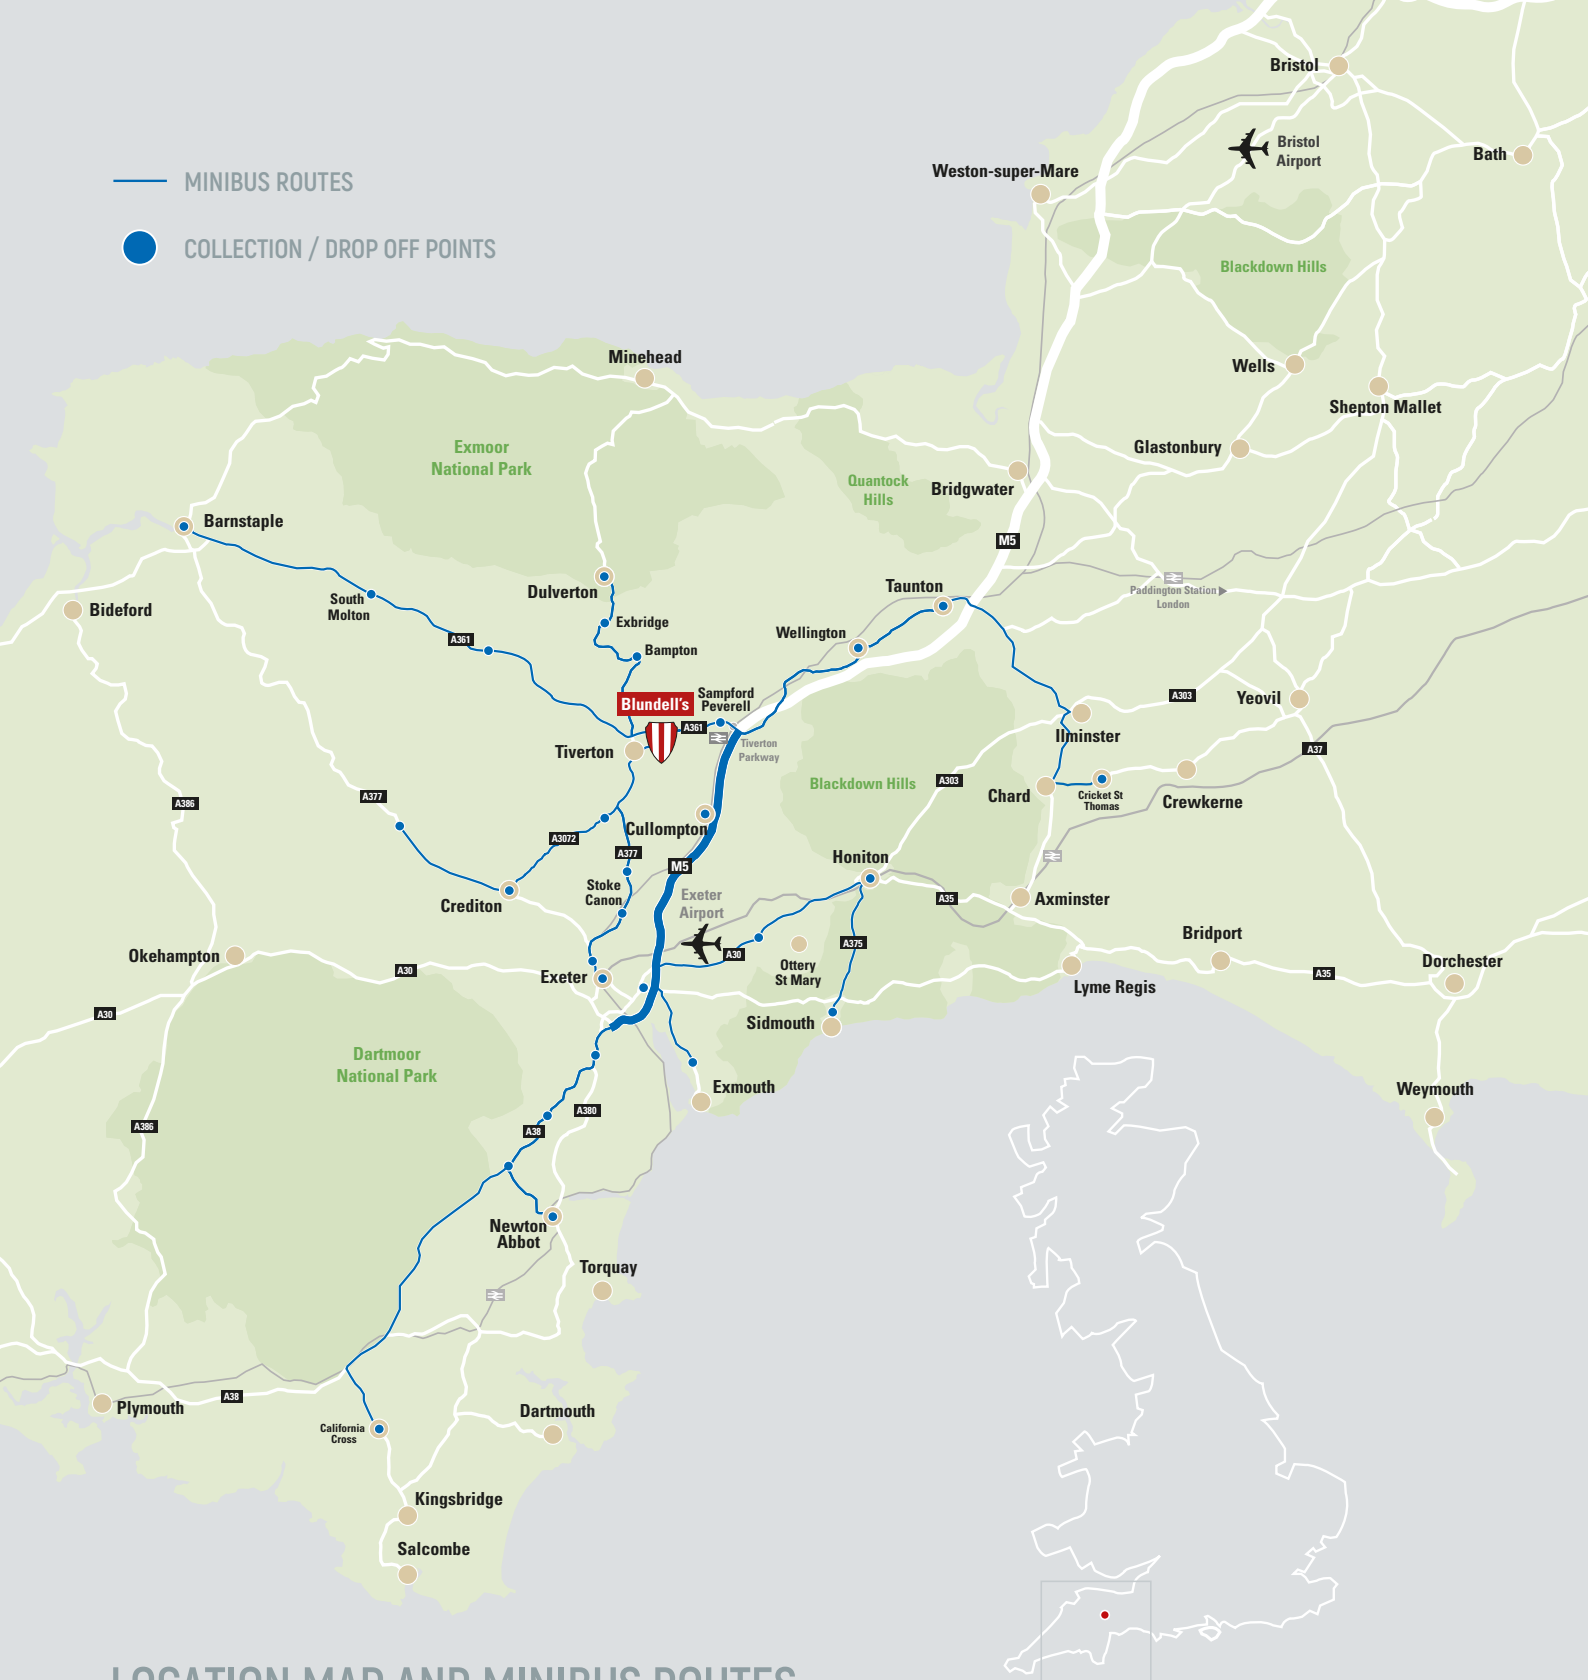 Bristol
Bristol
Airport
Bath
Weston-super-Mare
MINIBUS ROUTES
COLLECTION / DROP OFF POINTS
Blackdown Hills
Minehead
Wells
Shepton Mallet
Exmoor
National Park
Glastonbury
Quantock
Hills
Bridgwater
Barnstaple
M5
Dulverton
Taunton
Paddington Station
London
South
Molton
Bideford
Exbridge
Wellington
A361
Bampton
Sampford
Peverell
Blundell's
A303
Yeovil
A361
Ilminster
Tiverton
Tiverton
Parkway
A37
Blackdown Hills
A303
Chard
Cricket St
Thomas
Crewkerne
A386
A377
Cullompton
A3072
A377
Honiton
M5
Stoke
Canon
Exeter
Airport
A35
Axminster
Crediton
Bridport
A375
Okehampton
A30
Ottery
St Mary
Dorchester
A30
Exeter
A35
Lyme Regis
A30
Sidmouth
Dartmoor
National Park
Exmouth
Weymouth
A380
A386
A38
Newton
Abbot
Torquay
A38
Plymouth
Dartmouth
California
Cross
Kingsbridge
Salcombe
LOCATION MAP AND MINIBUS ROUTES